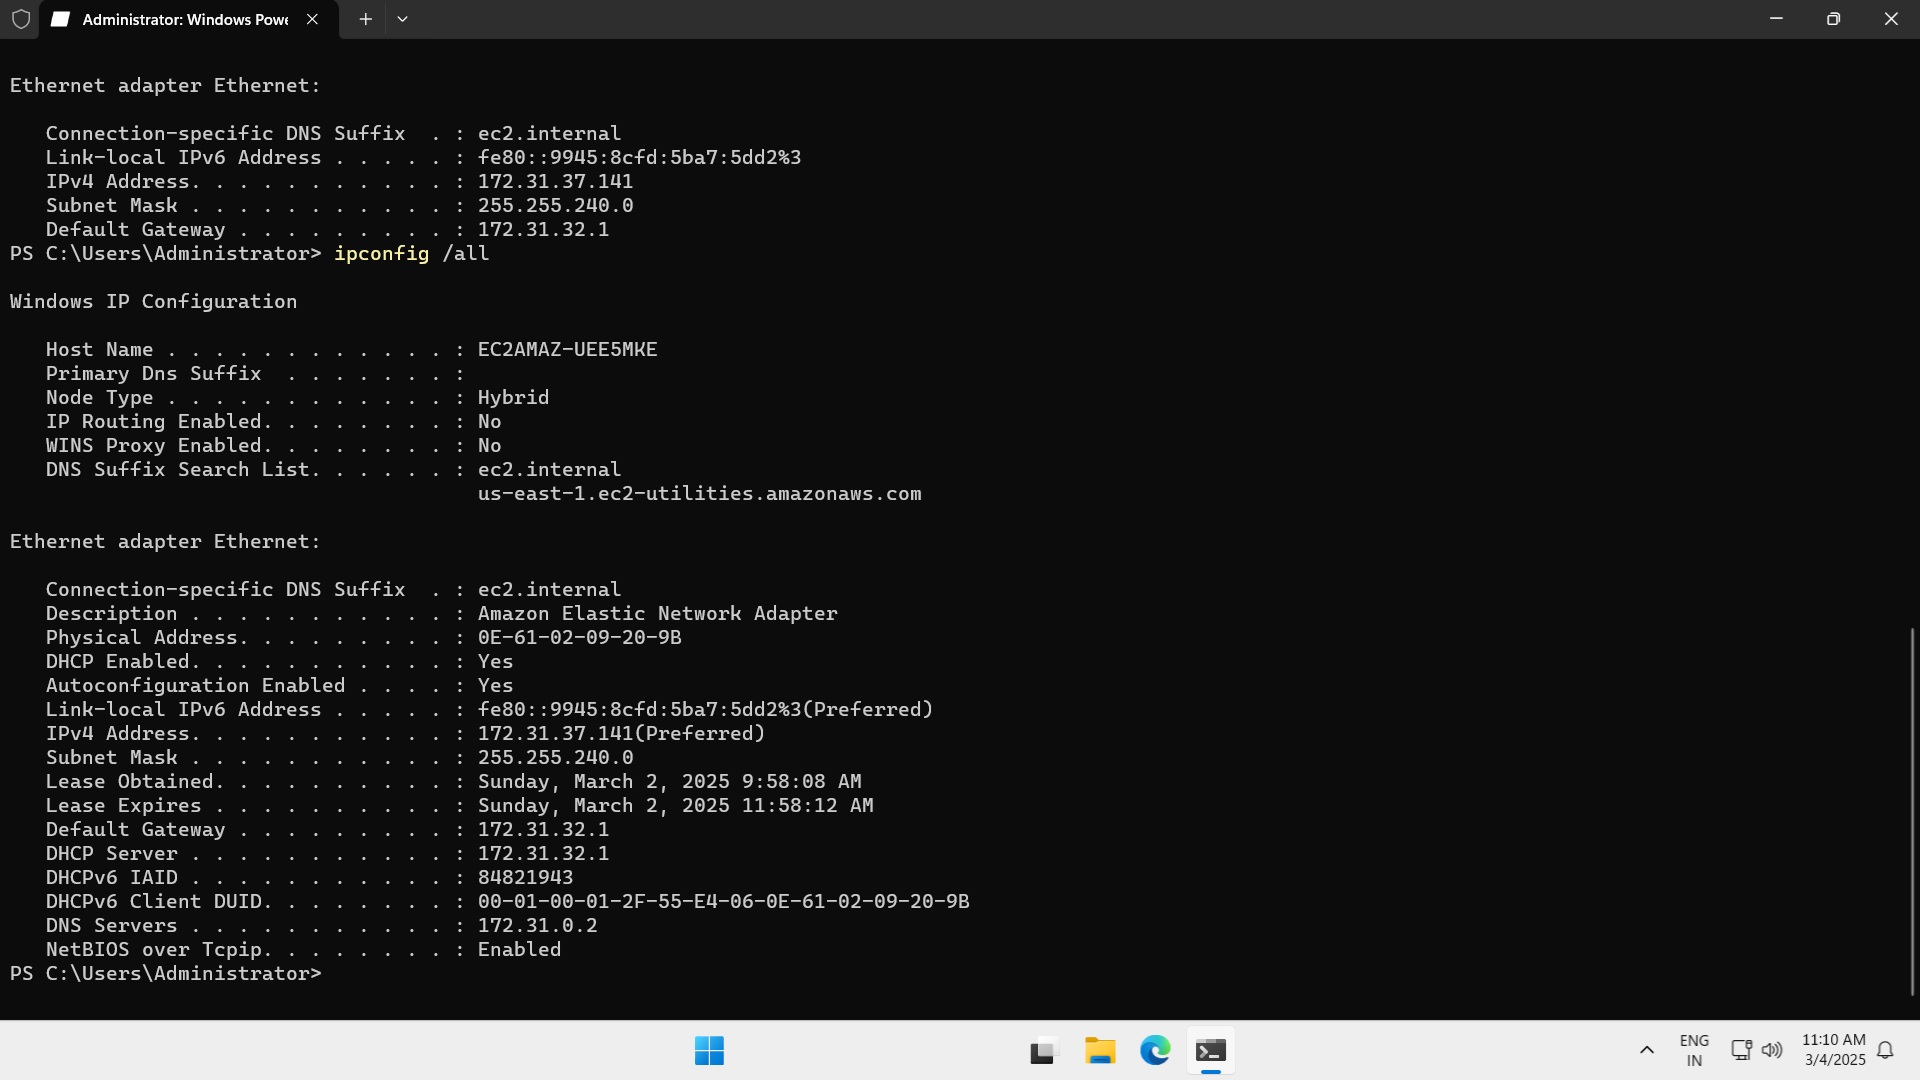 Administrator: Windows Powe
Ethernet adapter Ethernet:
Connection-specific DNS Suffix  . : ec2.internal
Link-local IPv6 Address . . . . . : fe80::9945:8cfd:5ba7:5dd2%3
IPv4 Address. . . . . . . . . . . : 172.31.37.141
Subnet Mask . . . . . . . . . . . : 255.255.240.0
Default Gateway . . . . . . . . . : 172.31.32.1
PS C:\Users\Administrator> ipconfig /all
Windows IP Configuration
Host Name . . . . . . . . . . . . : EC2AMAZ-UEE5MKE
Primary Dns Suffix  . . . . . . . :
Node Type . . . . . . . . . . . . : Hybrid
IP Routing Enabled. . . . . . . . : No
WINS Proxy Enabled. . . . . . . . : No
DNS Suffix Search List. . . . . . : ec2.internal
us-east-1.ec2-utilities.amazonaws.com
Ethernet adapter Ethernet:
Connection-specific DNS Suffix  . : ec2.internal
Description . . . . . . . . . . . : Amazon Elastic Network Adapter
Physical Address. . . . . . . . . : 0E-61-02-09-20-9B
DHCP Enabled. . . . . . . . . . . : Yes
Autoconfiguration Enabled . . . . : Yes
Link-local IPv6 Address . . . . . : fe80::9945:8cfd:5ba7:5dd2%3(Preferred)
IPv4 Address. . . . . . . . . . . : 172.31.37.141(Preferred)
Subnet Mask . . . . . . . . . . . : 255.255.240.0
Lease Obtained. . . . . . . . . . : Sunday, March 2, 2025 9:58:08 AM
Lease Expires . . . . . . . . . . : Sunday, March 2, 2025 11:58:12 AM
Default Gateway . . . . . . . . . : 172.31.32.1
DHCP Server . . . . . . . . . . . : 172.31.32.1
DHCPv6 IAID . . . . . . . . . . . : 84821943
DHCPv6 Client DUID. . . . . . . . : 00-01-00-01-2F-55-E4-06-0E-61-02-09-20-9B
DNS Servers . . . . . . . . . . . : 172.31.0.2
NetBIOS over Tcpip. . . . . . . . : Enabled
PS C:\Users\Administrator>
ENG
IN
11:10 AM
3/4/2025